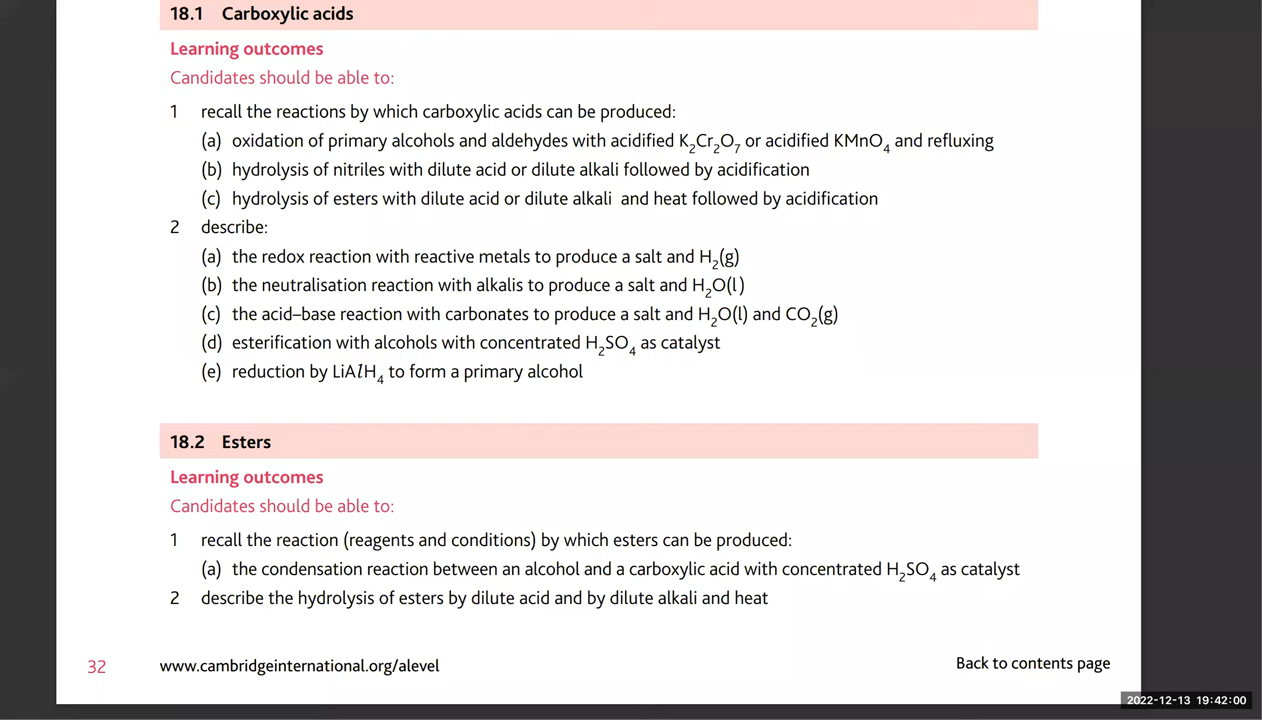 18.1 Carboxylic acids
Learning outcomes
Candidates should be able to:
1 recall the reactions by which carboxylic acids can be produced:
(a) oxidation of primary alcohols and aldehydes with acidified K₂Cr₂O₇ or acidified KMnO₄ and refluxing
(b) hydrolysis of nitriles with dilute acid or dilute alkali followed by acidification
(c) hydrolysis of esters with dilute acid or dilute alkali and heat followed by acidification
2 describe:
(a) the redox reaction with reactive metals to produce a salt and H₂(g)
(b) the neutralisation reaction with alkalis to produce a salt and H₂O(l)
(c) the acid–base reaction with carbonates to produce a salt and H₂O(l) and CO₂(g)
(d) esterification with alcohols with concentrated H₂SO₄ as catalyst
(e) reduction by LiAlH₄ to form a primary alcohol
18.2 Esters
Learning outcomes
Candidates should be able to:
1 recall the reaction (reagents and conditions) by which esters can be produced:
(a) the condensation reaction between an alcohol and a carboxylic acid with concentrated H₂SO₄ as catalyst
2 describe the hydrolysis of esters by dilute acid and by dilute alkali and heat
32 www.cambridgeinternational.org/alevel Back to contents page
2022-12-13 19:42:00